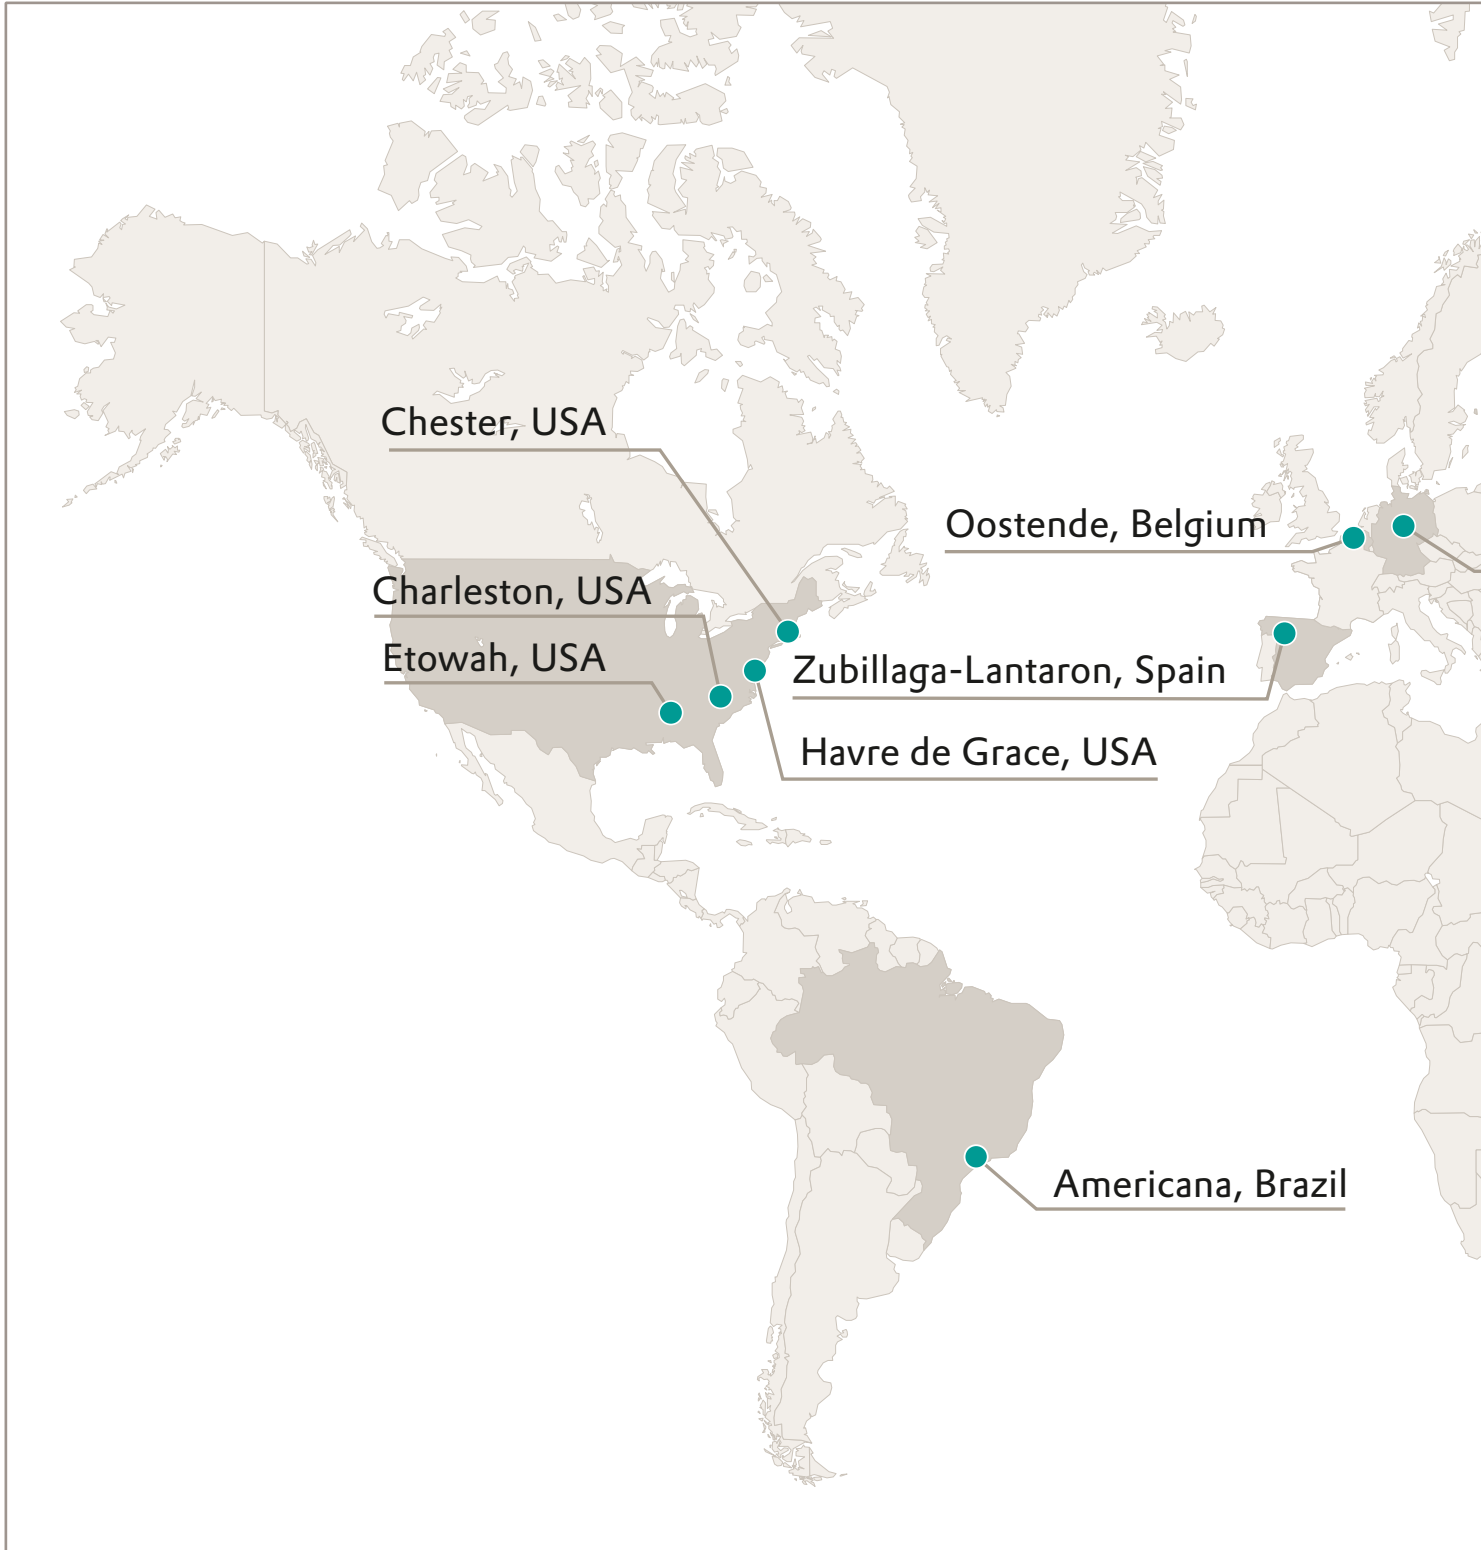 Chester, USA
Oostende, Belgium
Charleston, USA
Etowah, USA
Zubillaga-Lantaron, Spain
Havre de Grace, USA
Americana, Brazil